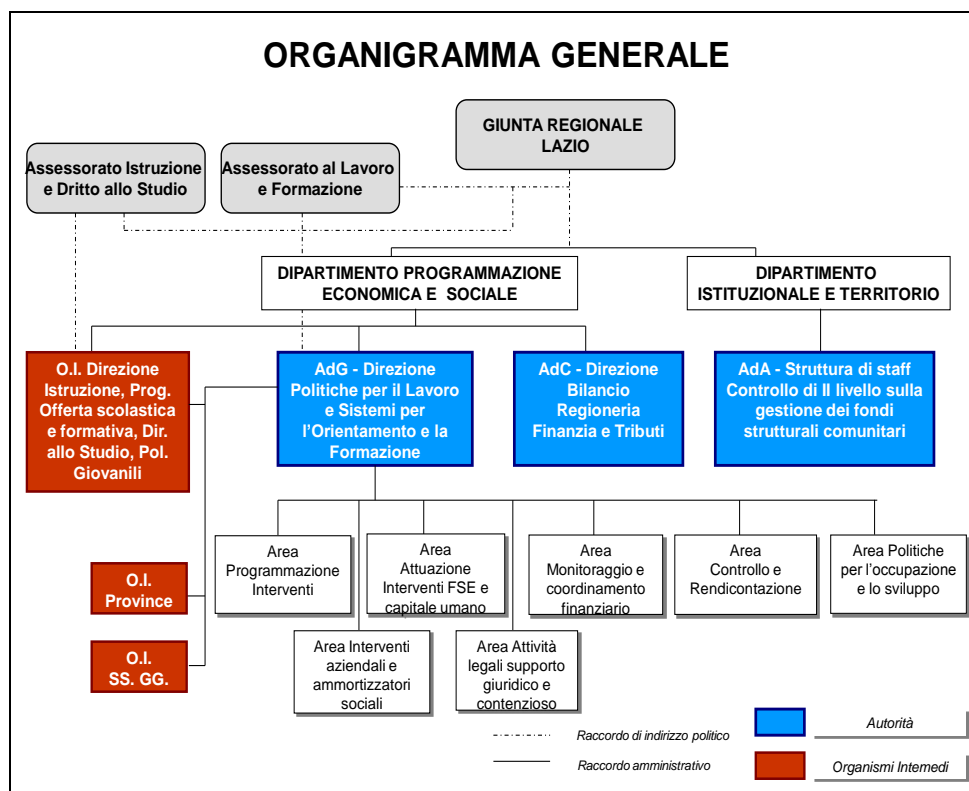 ORGANIGRAMMA GENERALE
GIUNTA REGIONALE
LAZIO
Assessorato Istruzione
e Dritto allo Studio
Assessorato al Lavoro
e Formazione
DIPARTIMENTO PROGRAMMAZIONE
ECONOMICA E SOCIALE
DIPARTIMENTO
ISTITUZIONALE E TERRITORIO
O.I. Direzione
Istruzione, Prog.
Offerta scolastica
e formativa, Dir.
allo Studio, Pol.
Giovanili
AdG - Direzione
Politiche per il Lavoro
e Sistemi per
l'Orientamento e la
Formazione
AdC - Direzione
Bilancio
Regioneria
Finanzia e Tributi
AdA - Struttura di staff
Controllo di II livello sulla
gestione dei fondi
strutturali comunitari
Area
Programmazione
Interventi
Area
Attuazione
Interventi FSE e
capitale umano
Area
Monitoraggio e
coordinamento
finanziario
Area
Controllo e
Rendicontazione
Area Politiche
per l'occupazione
e lo sviluppo
O.I.
Province
O.I.
SS. GG.
Area Interventi
aziendali e
ammortizzatori
sociali
Area Attività
legali supporto
giuridico e
contenzioso
Raccordo di indirizzo politico
Raccordo amministrativo
Autorità
Organismi Intemedi